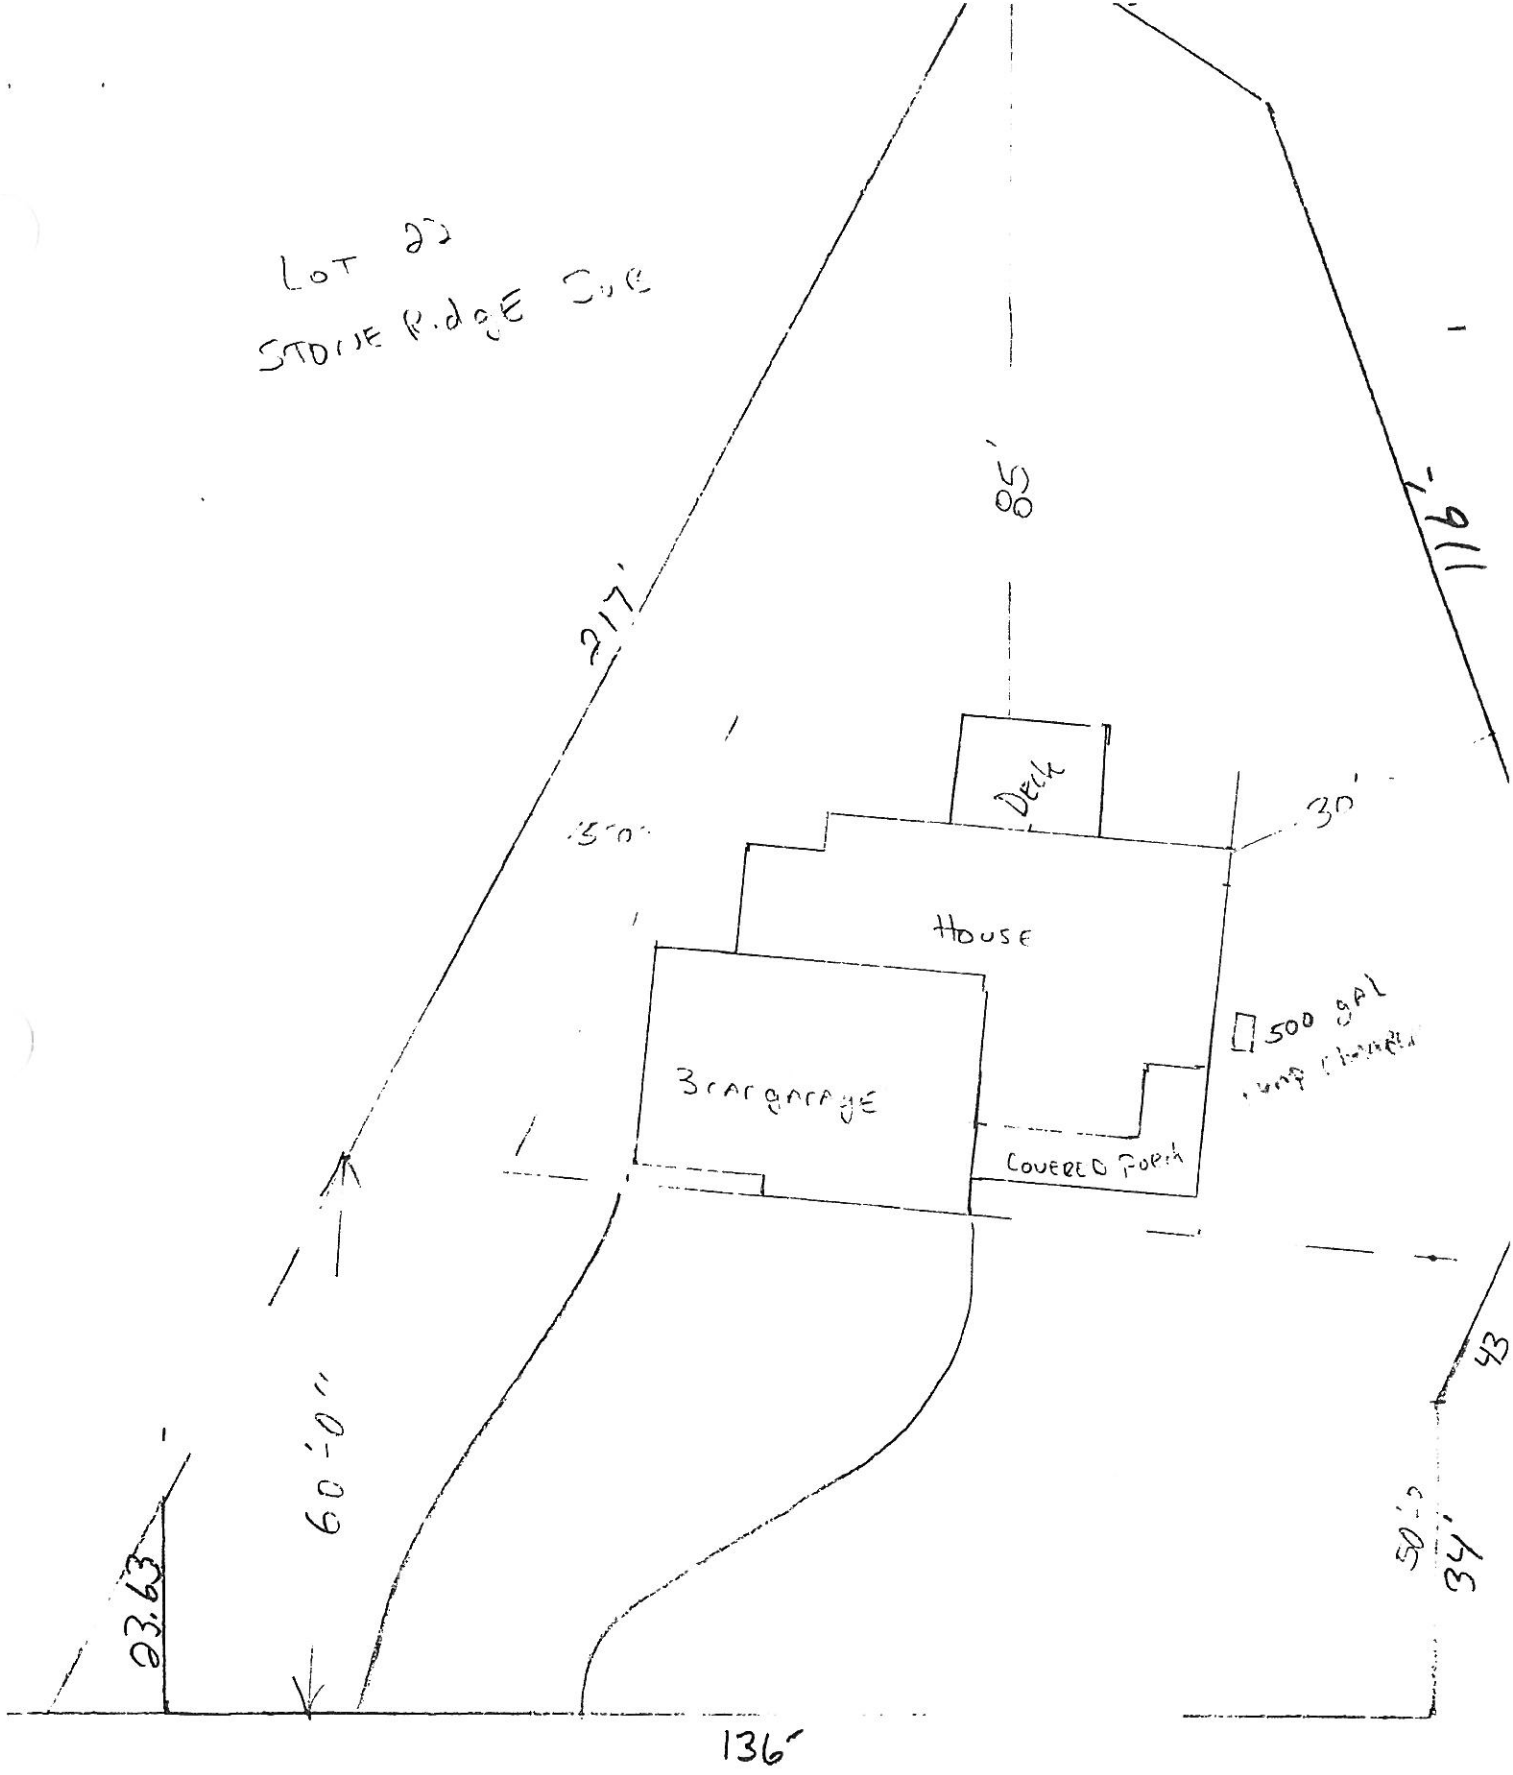 LOT 22
STONE RidgE SUB
217'
85'
116'
DECK
30'
HOUSE
500 gAL
3 CAR gARAgE
COVERED PORCH
60'-0"
43
23.63
50'-0
34'
136'